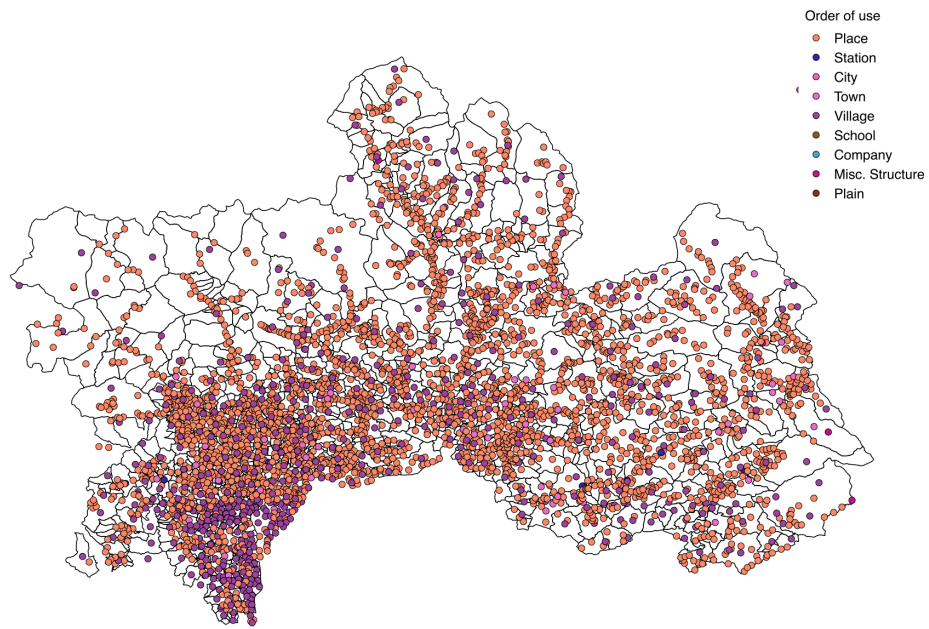 Order of use
Place
Station
City
Town
Village
School
Company
Misc. Structure
Plain